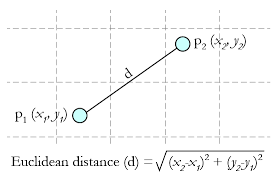 P₂ (x₂,y₂)
d
P₁ (x₁,y₁)
Euclidean distance (d) = √(x₂-x₁)² + (y₂-y₁)²